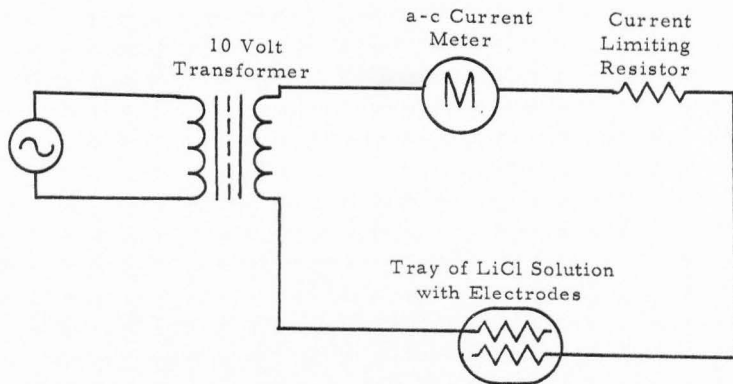 10 Volt
Transformer
a-c Current
Meter
Current
Limiting
Resistor
M
Tray of LiCl Solution
with Electrodes